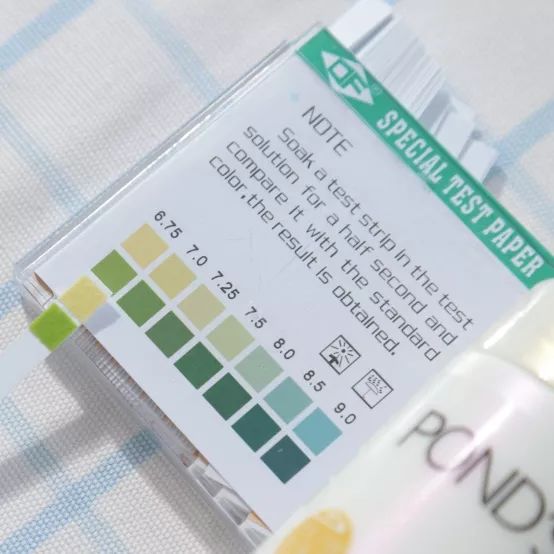 DF®
SPECIAL TEST PAPER
NOTE
Soak a test strip in the test
solution for a half second and
compare it with the standard
color,the result is obtained.
6.75 7.0 7.25 7.5 8.0 8.5 9.0
POND'S